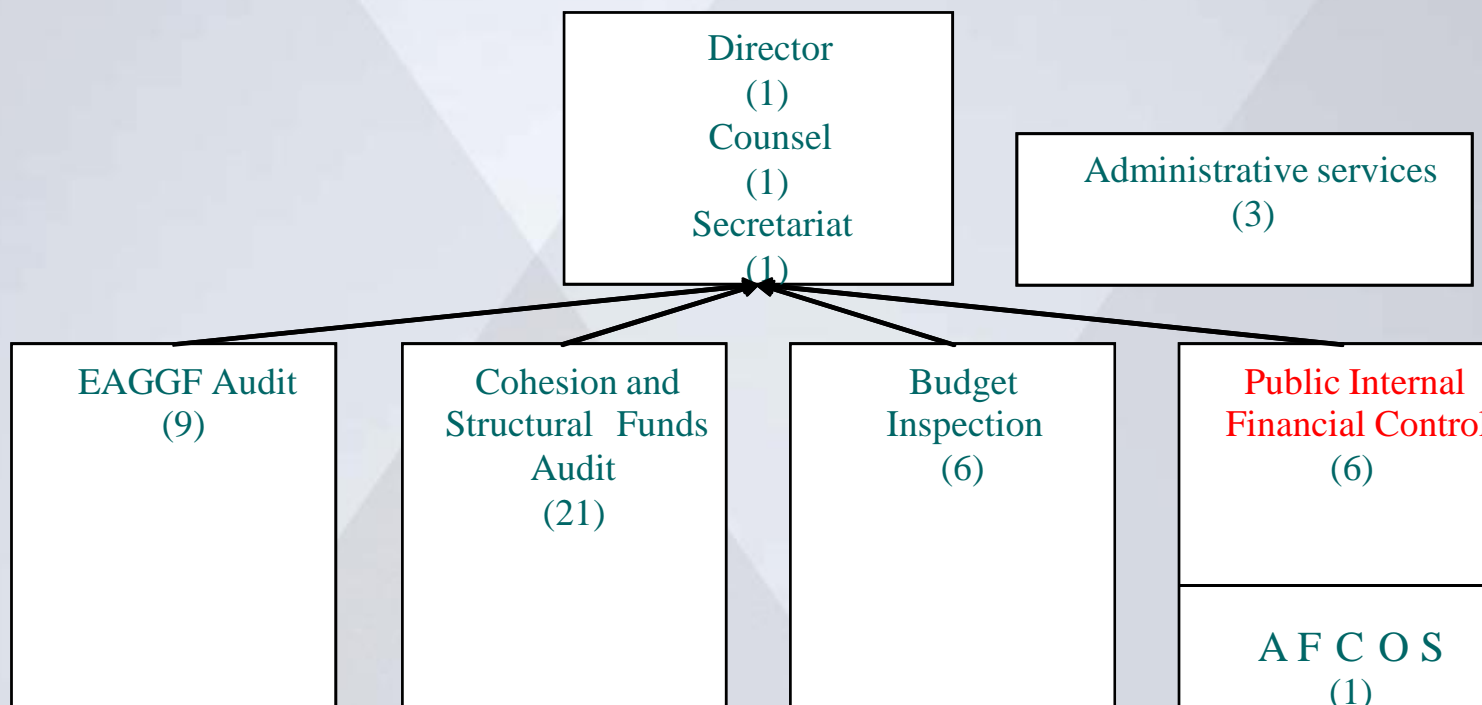 Director
(1)
Counsel
(1)
Secretariat
(1)
Administrative services
(3)
EAGGF Audit
(9)
Cohesion and
Structural Funds
Audit
(21)
Budget
Inspection
(6)
Public Internal
Financial Control
(6)
A F C O S
(1)